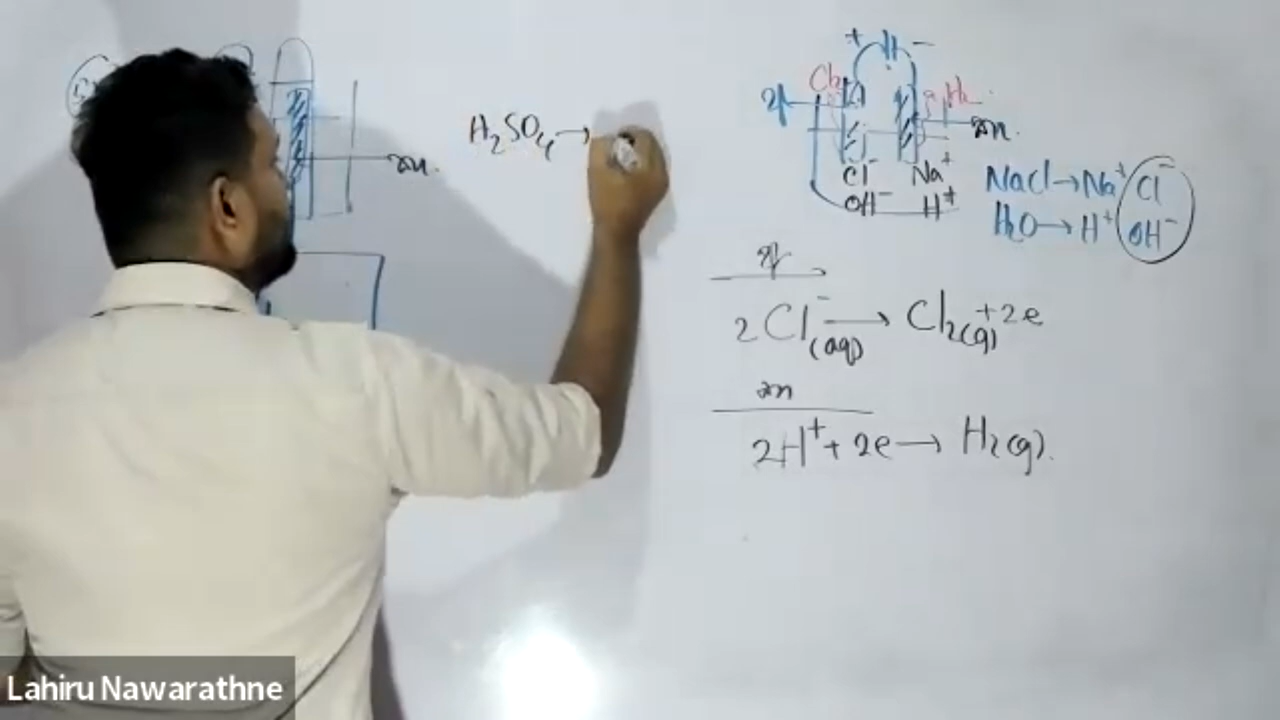 H₂SO₄ →
+ −
Cl₂ H₂
Cl⁻ Na⁺
OH⁻ H⁺
NaCl → Na⁺ Cl⁻
H₂O → H⁺ OH⁻
2Cl⁻(aq) → Cl₂(g) + 2e
2H⁺ + 2e → H₂(g).
Lahiru Nawarathne